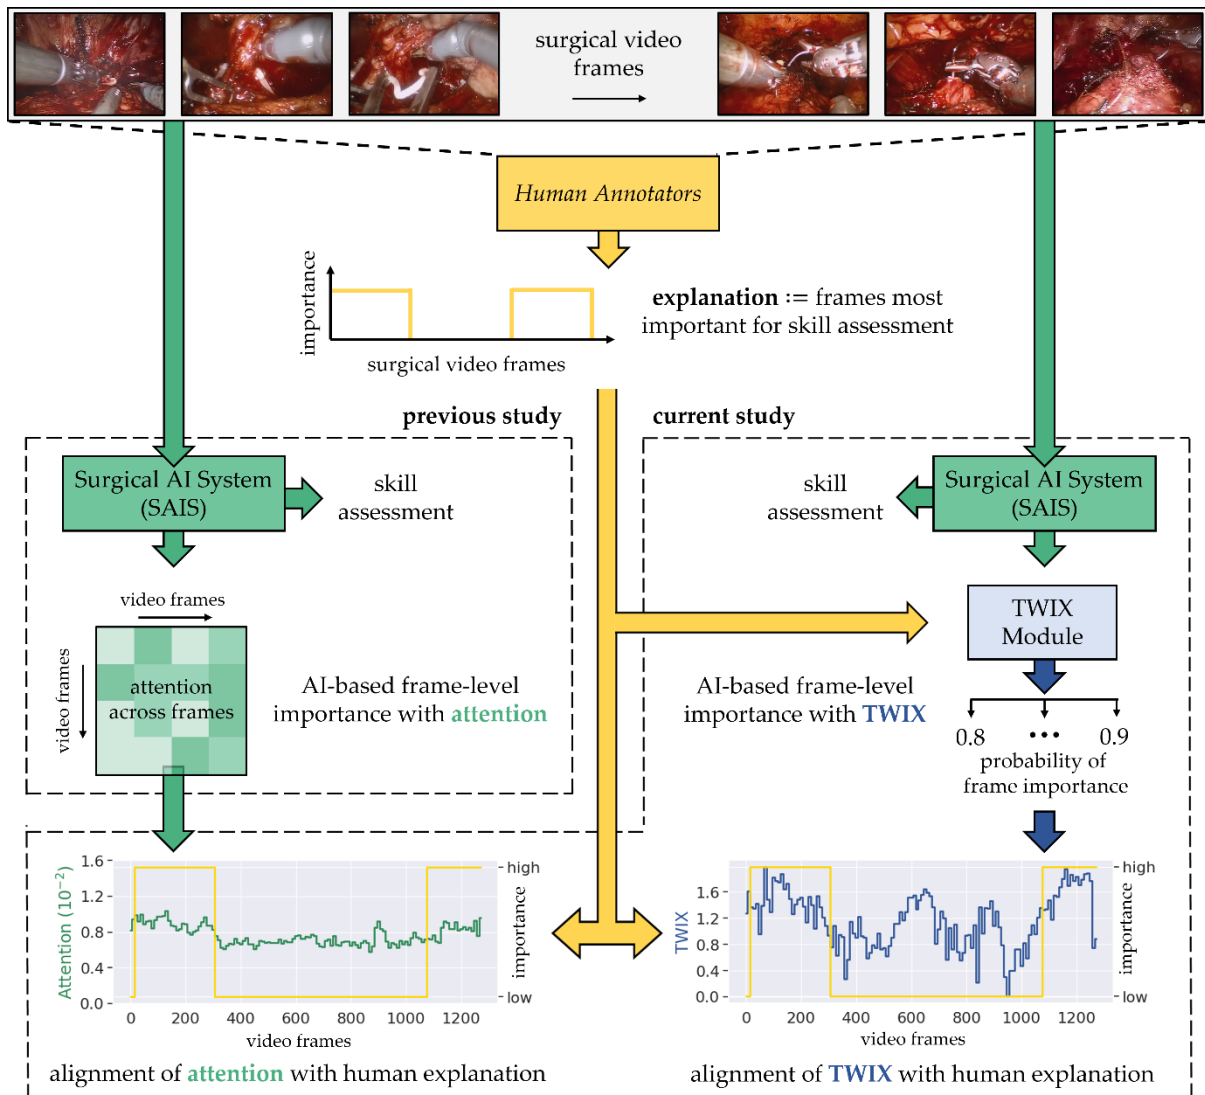 surgical video
frames
Human Annotators
importance
surgical video frames
explanation := frames most
important for skill assessment
previous study
current study
Surgical AI System
(SAIS)
skill
assessment
skill
assessment
Surgical AI System
(SAIS)
video frames
video frames
attention
across frames
AI-based frame-level
importance with attention
AI-based frame-level
importance with TWIX
TWIX
Module
0.8 ••• 0.9
probability of
frame importance
Attention (10⁻²)
1.6
1.2
0.8
0.4
0.0
0 200 400 600 800 1000 1200
video frames
high
low
importance
alignment of attention with human explanation
TWIX
1.6
1.2
0.8
0.4
0.0
0 200 400 600 800 1000 1200
video frames
high
low
importance
alignment of TWIX with human explanation